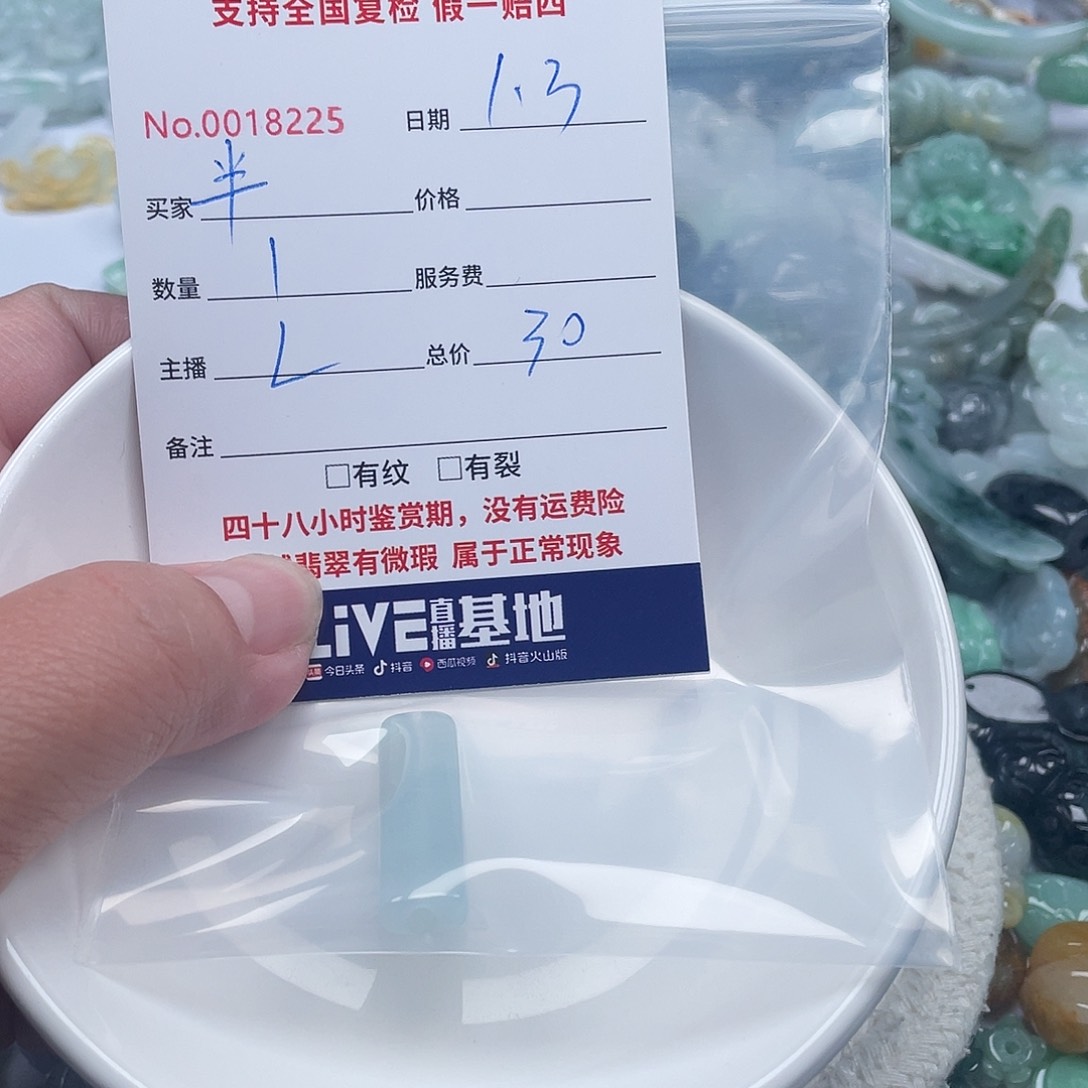 支持全国复检 假一赔四
No.0018225 日期 1.3
买家 半 价格
数量 1 服务费
主播 L 总价 30
备注
□有纹 □有裂
四十八小时鉴赏期，没有运费险
翡翠有微瑕 属于正常现象
LiVE直播基地
今日头条 抖音 西瓜视频 抖音火山版